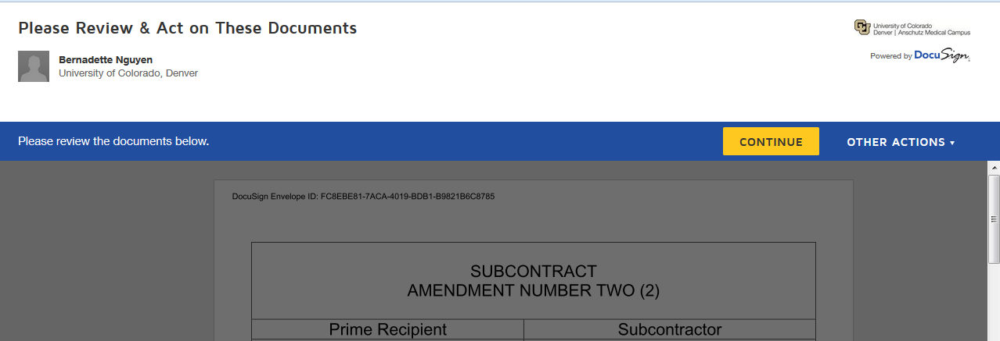 Please Review & Act on These Documents
University of Colorado
Denver | Anschutz Medical Campus
Bernadette Nguyen
University of Colorado, Denver
Powered by DocuSign
Please review the documents below.
CONTINUE
OTHER ACTIONS
DocuSign Envelope ID: FC8EBE81-7ACA-4019-BDB1-B9821B6C8785
SUBCONTRACT
AMENDMENT NUMBER TWO (2)
Prime Recipient
Subcontractor